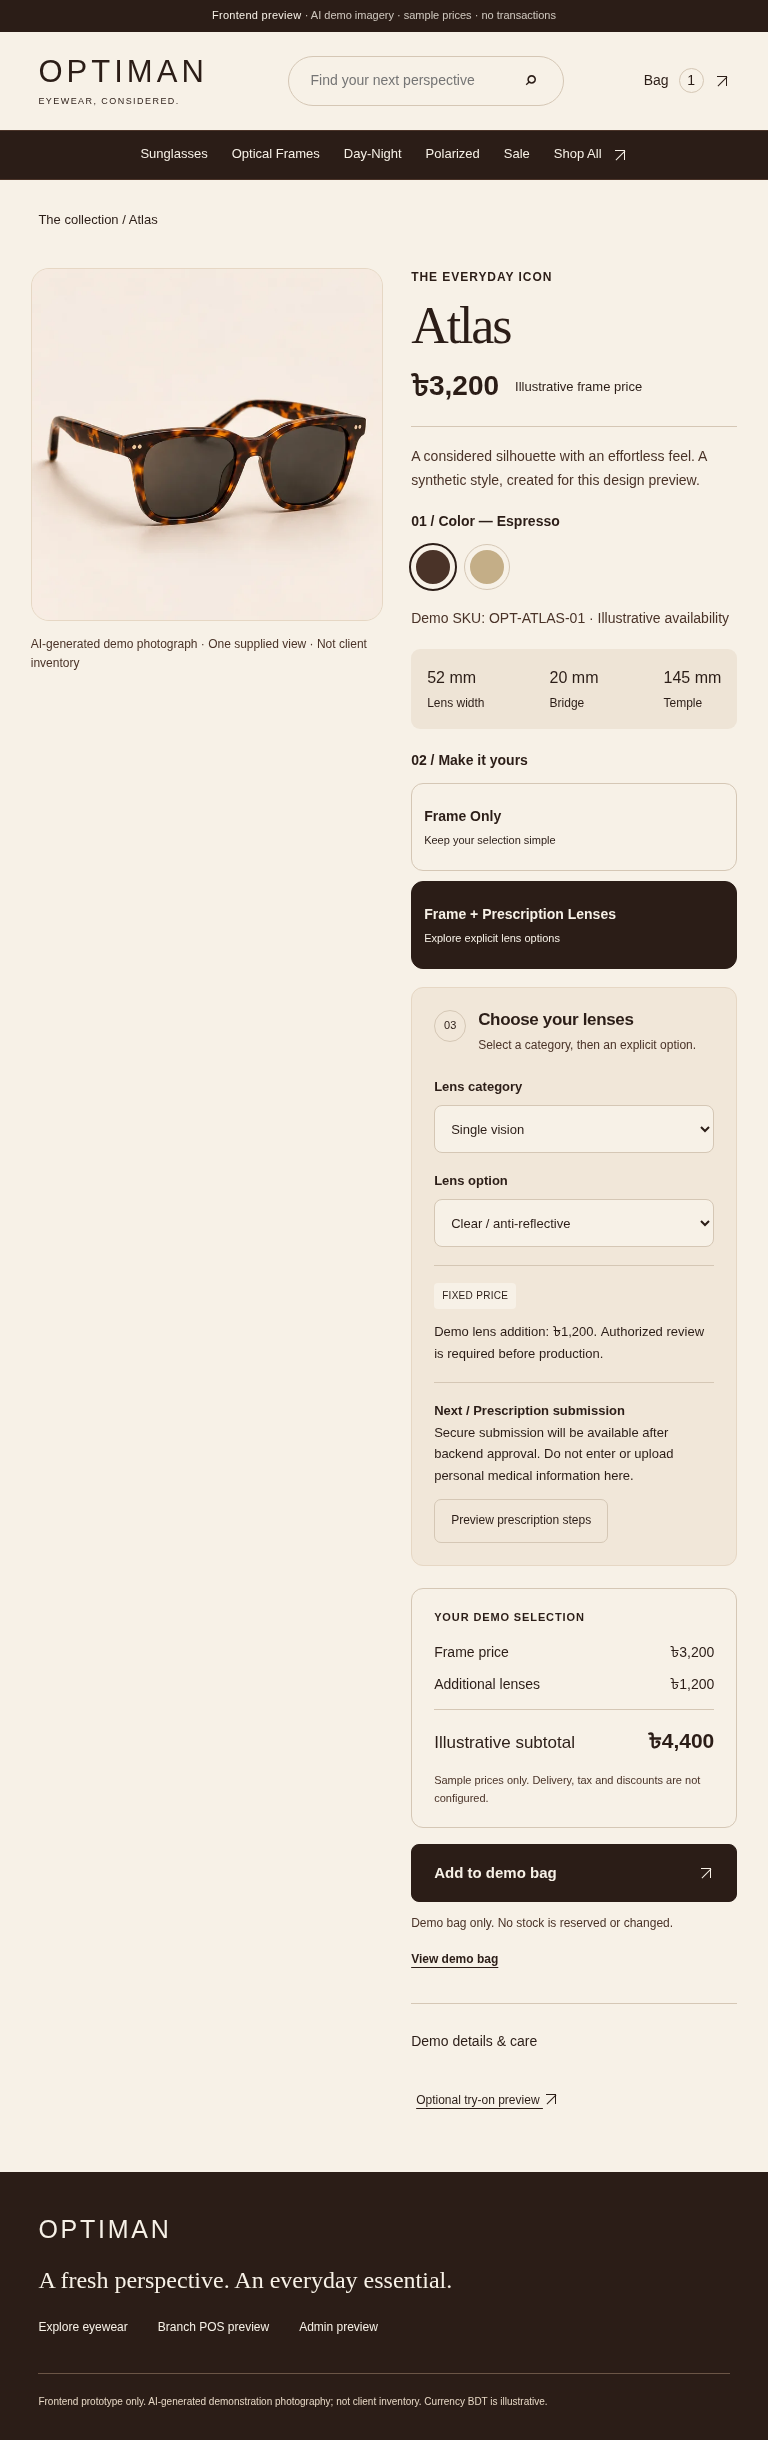 Frontend preview · AI demo imagery · sample prices · no transactions
OPTIMAN
EYEWEAR, CONSIDERED.
Find your next perspective
Bag 1
Sunglasses Optical Frames Day-Night Polarized Sale Shop All
The collection / Atlas
THE EVERYDAY ICON
Atlas
৳3,200 Illustrative frame price
A considered silhouette with an effortless feel. A
synthetic style, created for this design preview.
01 / Color — Espresso
Demo SKU: OPT-ATLAS-01 · Illustrative availability
AI-generated demo photograph · One supplied view · Not client
inventory
52 mm 20 mm 145 mm
Lens width Bridge Temple
02 / Make it yours
Frame Only
Keep your selection simple
Frame + Prescription Lenses
Explore explicit lens options
03 Choose your lenses
Select a category, then an explicit option.
Lens category
Single vision
Lens option
Clear / anti-reflective
FIXED PRICE
Demo lens addition: ৳1,200. Authorized review
is required before production.
Next / Prescription submission
Secure submission will be available after
backend approval. Do not enter or upload
personal medical information here.
Preview prescription steps
YOUR DEMO SELECTION
Frame price ৳3,200
Additional lenses ৳1,200
Illustrative subtotal ৳4,400
Sample prices only. Delivery, tax and discounts are not
configured.
Add to demo bag
Demo bag only. No stock is reserved or changed.
View demo bag
Demo details & care
Optional try-on preview
OPTIMAN
A fresh perspective. An everyday essential.
Explore eyewear Branch POS preview Admin preview
Frontend prototype only. AI-generated demonstration photography; not client inventory. Currency BDT is illustrative.